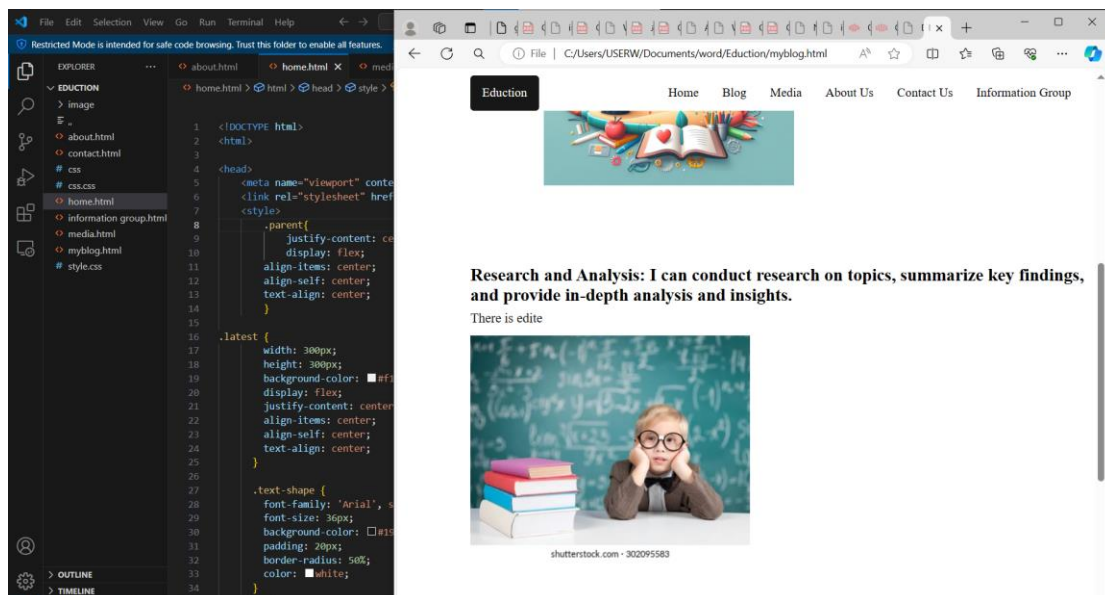 File Edit Selection View Go Run Terminal Help
Restricted Mode is intended for safe code browsing. Trust this folder to enable all features.
EXPLORER
EDUCTION
image
about.html
contact.html
# css
# css.css
home.html
information group.html
media.html
myblog.html
# style.css
OUTLINE
TIMELINE
about.html home.html
home.html > html > head > style >
1 <!DOCTYPE html>
2 <html>
3
4 <head>
5 <meta name="viewport"
6 <link rel="stylesheet"
7 <style>
8 .parent{
9 justify-content:
10 display: flex;
11 align-items: center;
12 align-self: center;
13 text-align: center;
14 }
15
16 .latest {
17 width: 300px;
18 height: 300px;
19 background-color:
20 display: flex;
21 justify-content: center
22 align-items: center;
23 align-self: center;
24 text-align: center;
25 }
26
27 .text-shape {
28 font-family: 'Arial',
29 font-size: 36px;
30 background-color:
31 padding: 20px;
32 border-radius: 50%;
33 color: white;
34 }
File | C:/Users/USERW/Documents/word/Eduction/myblog.html
Eduction Home Blog Media About Us Contact Us Information Group
Research and Analysis: I can conduct research on topics, summarize key findings,
and provide in-depth analysis and insights.
There is edite
shutterstock.com · 302095583